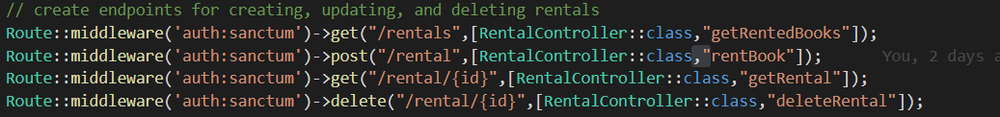 // create endpoints for creating, updating, and deleting rentals
Route::middleware('auth:sanctum')->get("/rentals",[RentalController::class,"getRentedBooks"]);
Route::middleware('auth:sanctum')->post("/rental",[RentalController::class,"rentBook"]);     You, 2 days a
Route::middleware('auth:sanctum')->get("/rental/{id}",[RentalController::class,"getRental"]);
Route::middleware('auth:sanctum')->delete("/rental/{id}",[RentalController::class,"deleteRental"]);